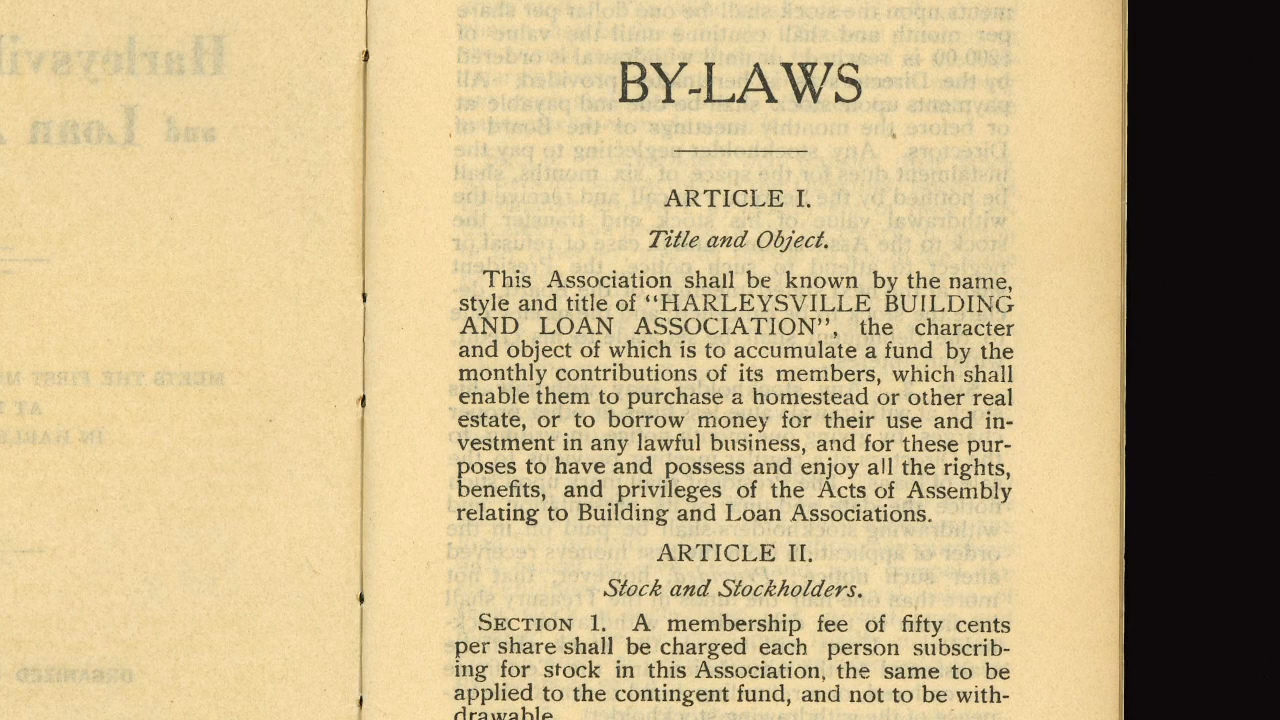 BY-LAWS
ARTICLE I.
Title and Object.
This Association shall be known by the name,
style and title of “HARLEYSVILLE BUILDING
AND LOAN ASSOCIATION”, the character
and object of which is to accumulate a fund by the
monthly contributions of its members, which shall
enable them to purchase a homestead or other real
estate, or to borrow money for their use and in-
vestment in any lawful business, and for these pur-
poses to have and possess and enjoy all the rights,
benefits, and privileges of the Acts of Assembly
relating to Building and Loan Associations.
ARTICLE II.
Stock and Stockholders.
SECTION 1. A membership fee of fifty cents
per share shall be charged each person subscrib-
ing for stock in this Association, the same to be
applied to the contingent fund, and not to be with-
drawable.